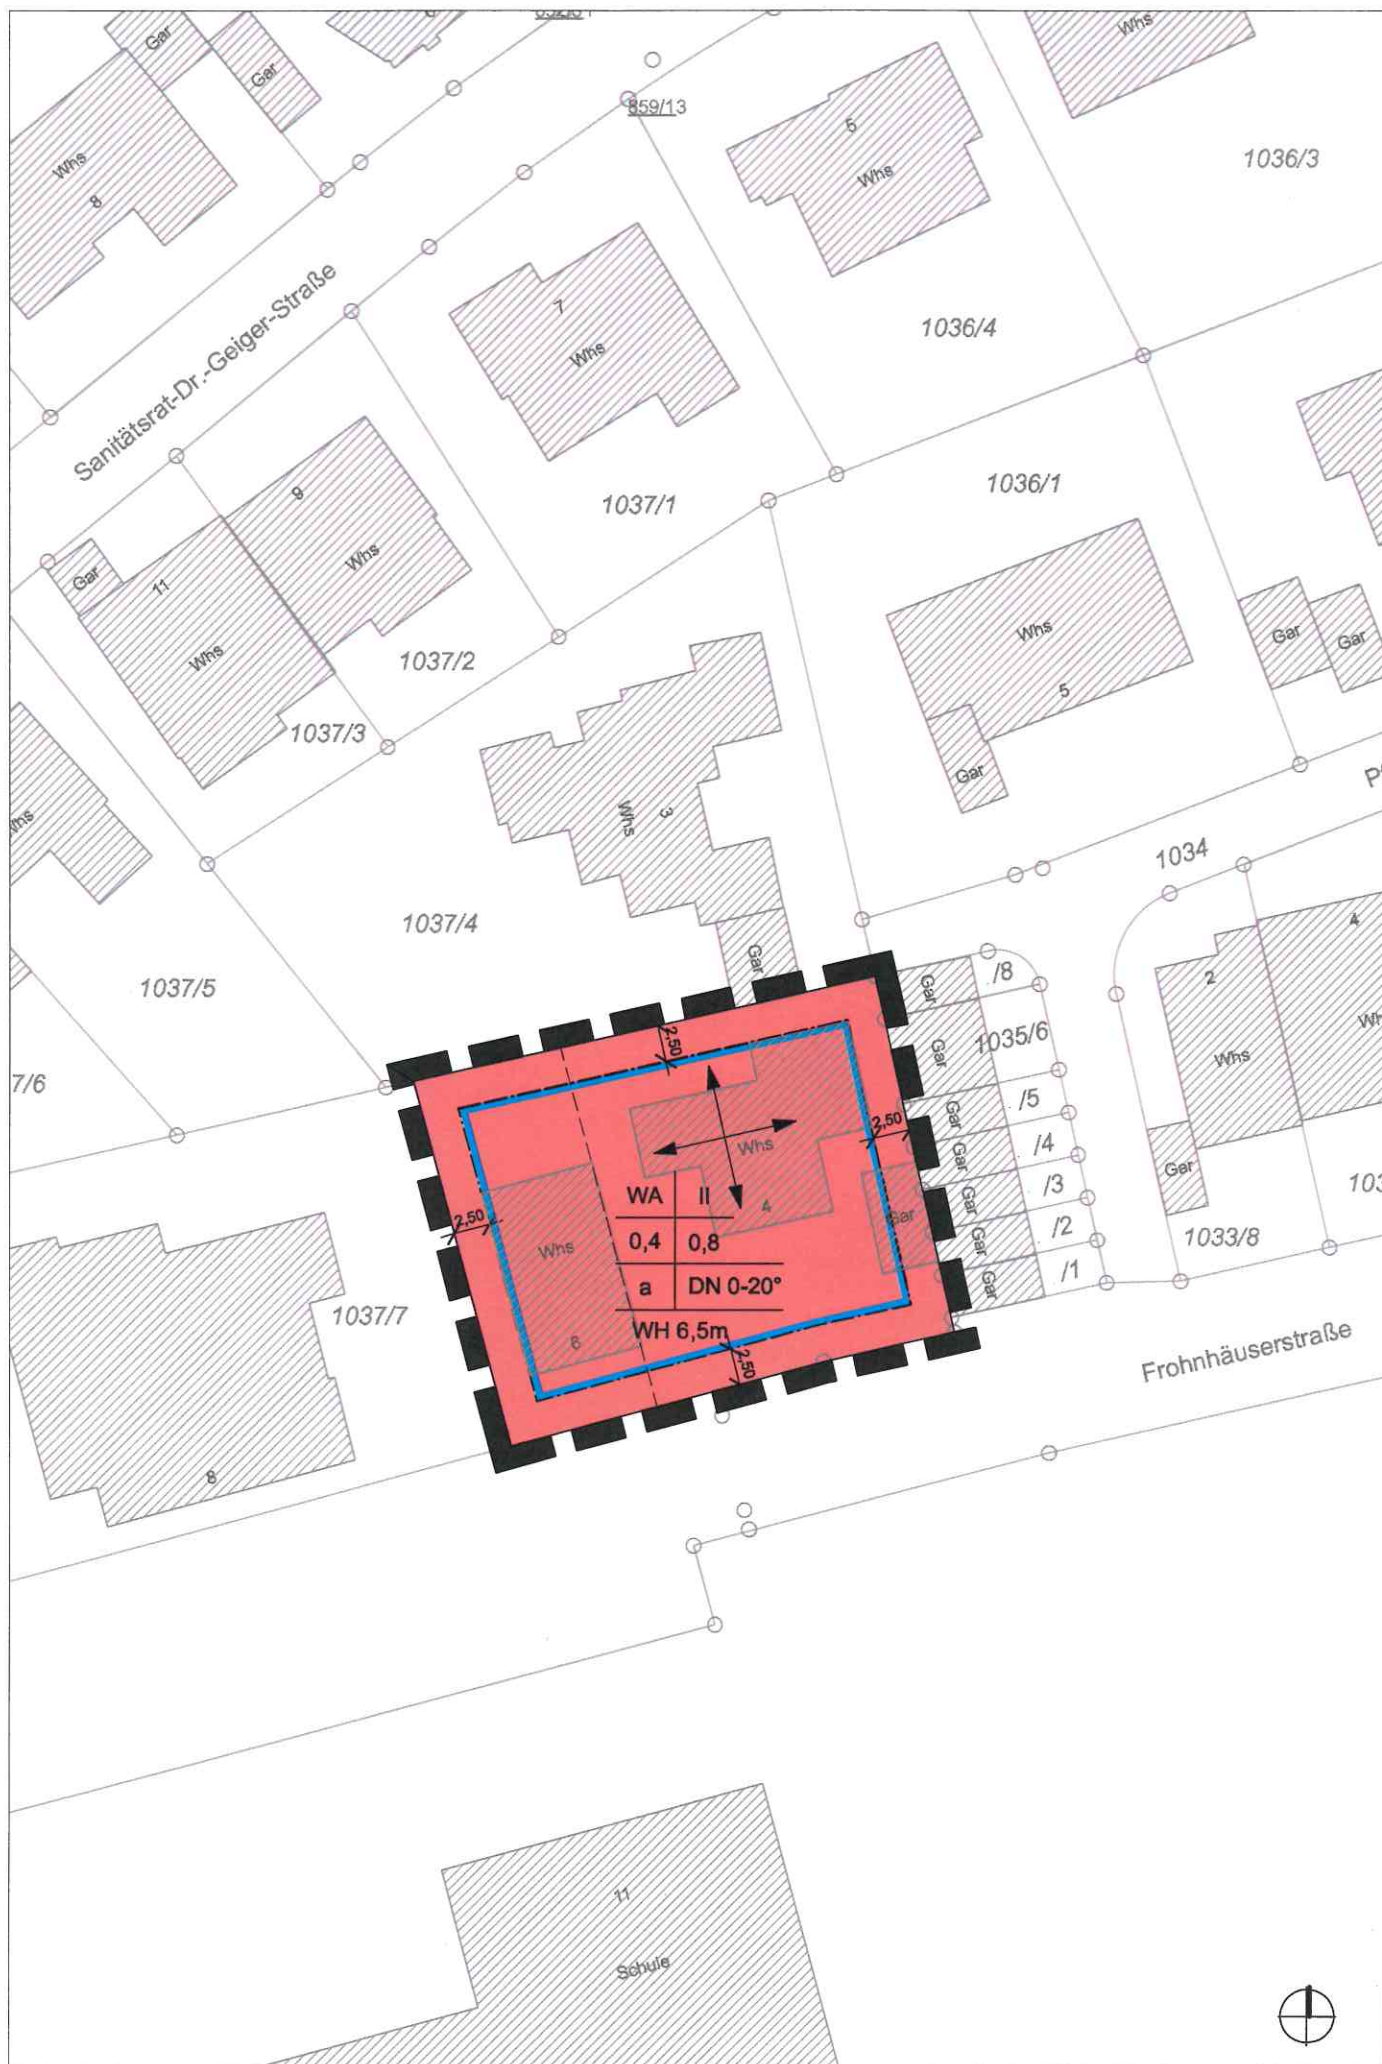 Gar
Gar
Whs
8
859/13
5
Whs
Whs
1036/3
Sanitätsrat-Dr.-Geiger-Straße
7
Whs
1036/4
1037/1
1036/1
9
Whs
Gar
11
Whs
1037/2
1037/3
Whs
5
Gar
Gar
Gar
Whs
3
1034
1037/4
1037/5
Gar
Gar
/8
2
Whs
4
7/6
2,50
Gar
1035/6
Gar
/5
Gar
/4
Gar
/3
Gar
/2
Gar
/1
Gar
1033/8
2,50
Whs
4
Gar
WA II
0,4 0,8
a DN 0-20°
WH 6,5m
2,50
Whs
6
2,50
1037/7
8
Frohnhäuserstraße
11
Schule